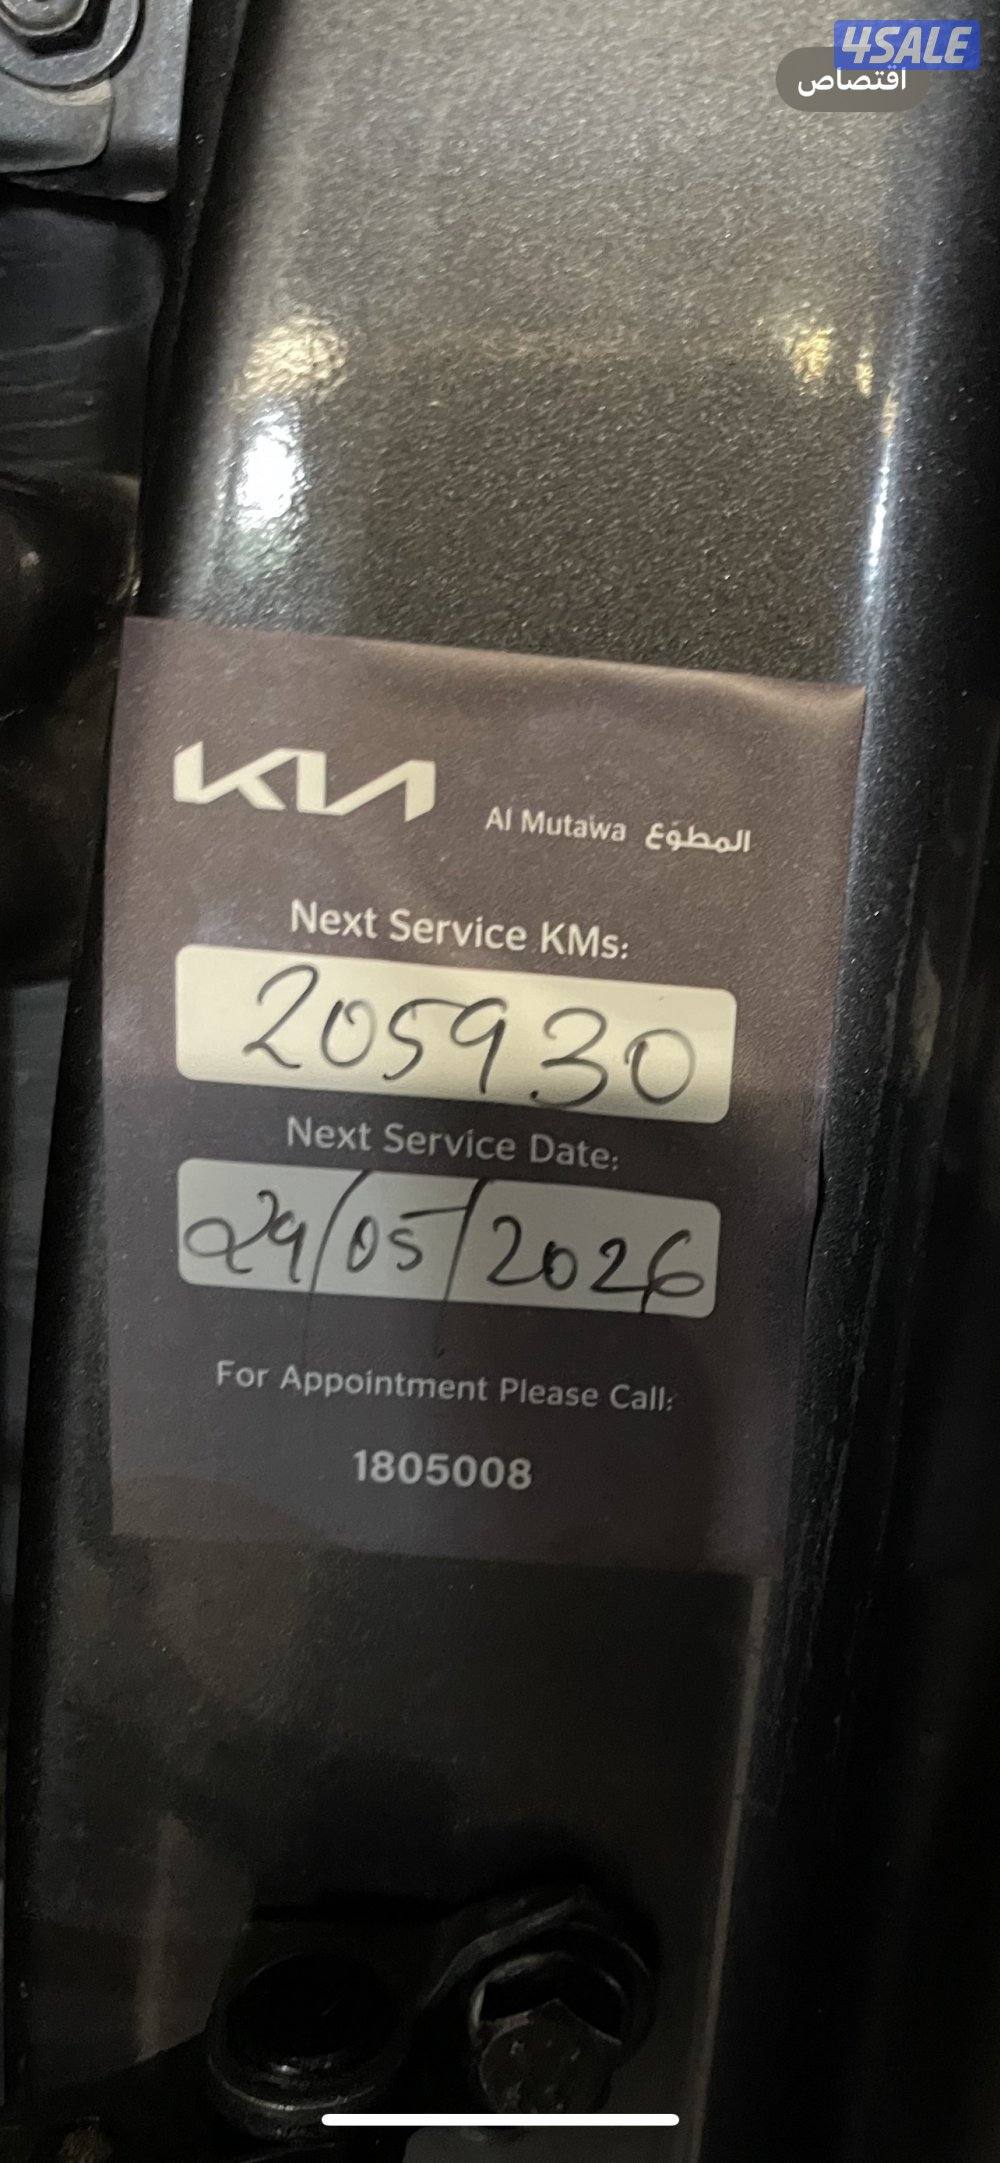 4SALE
اقتصاص
KIA
Al Mutawa المطوّع
Next Service KMs:
205930
Next Service Date:
29/05/2026
For Appointment Please Call:
1805008